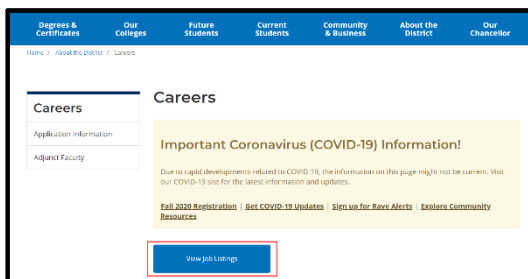 Degrees & Certificates
Our Colleges
Future Students
Current Students
Community & Business
About the District
Our Chancellor
Home / About the District / Careers
Careers
Application Information
Adjunct Faculty
Careers
Important Coronavirus (COVID-19) Information!
Due to rapid developments related to COVID-19, the information on this page might not be current. Visit
our COVID-19 site for the latest information and updates.
Fall 2020 Registration | Get COVID-19 Updates | Sign up for Rave Alerts | Explore Community
Resources
View Job Listings